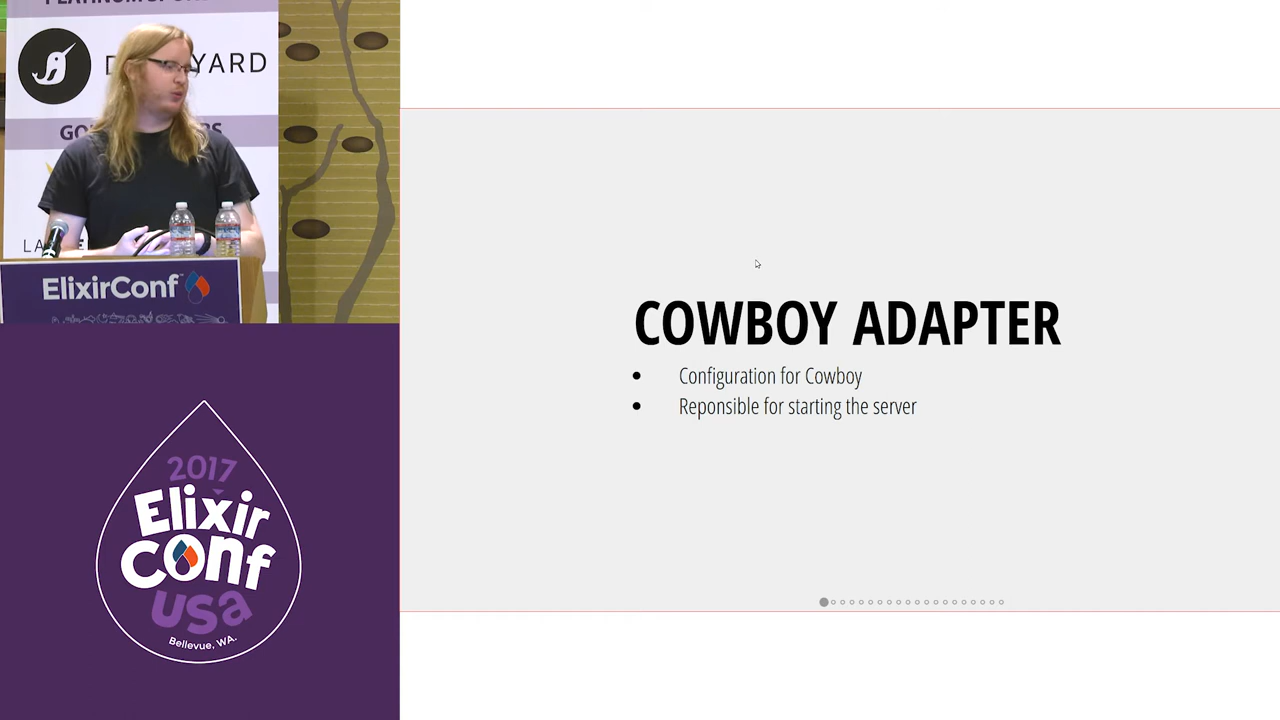 ElixirConf
2017
Elixir
Conf
USA
Bellevue, WA.
COWBOY ADAPTER
• Configuration for Cowboy
• Reponsible for starting the server